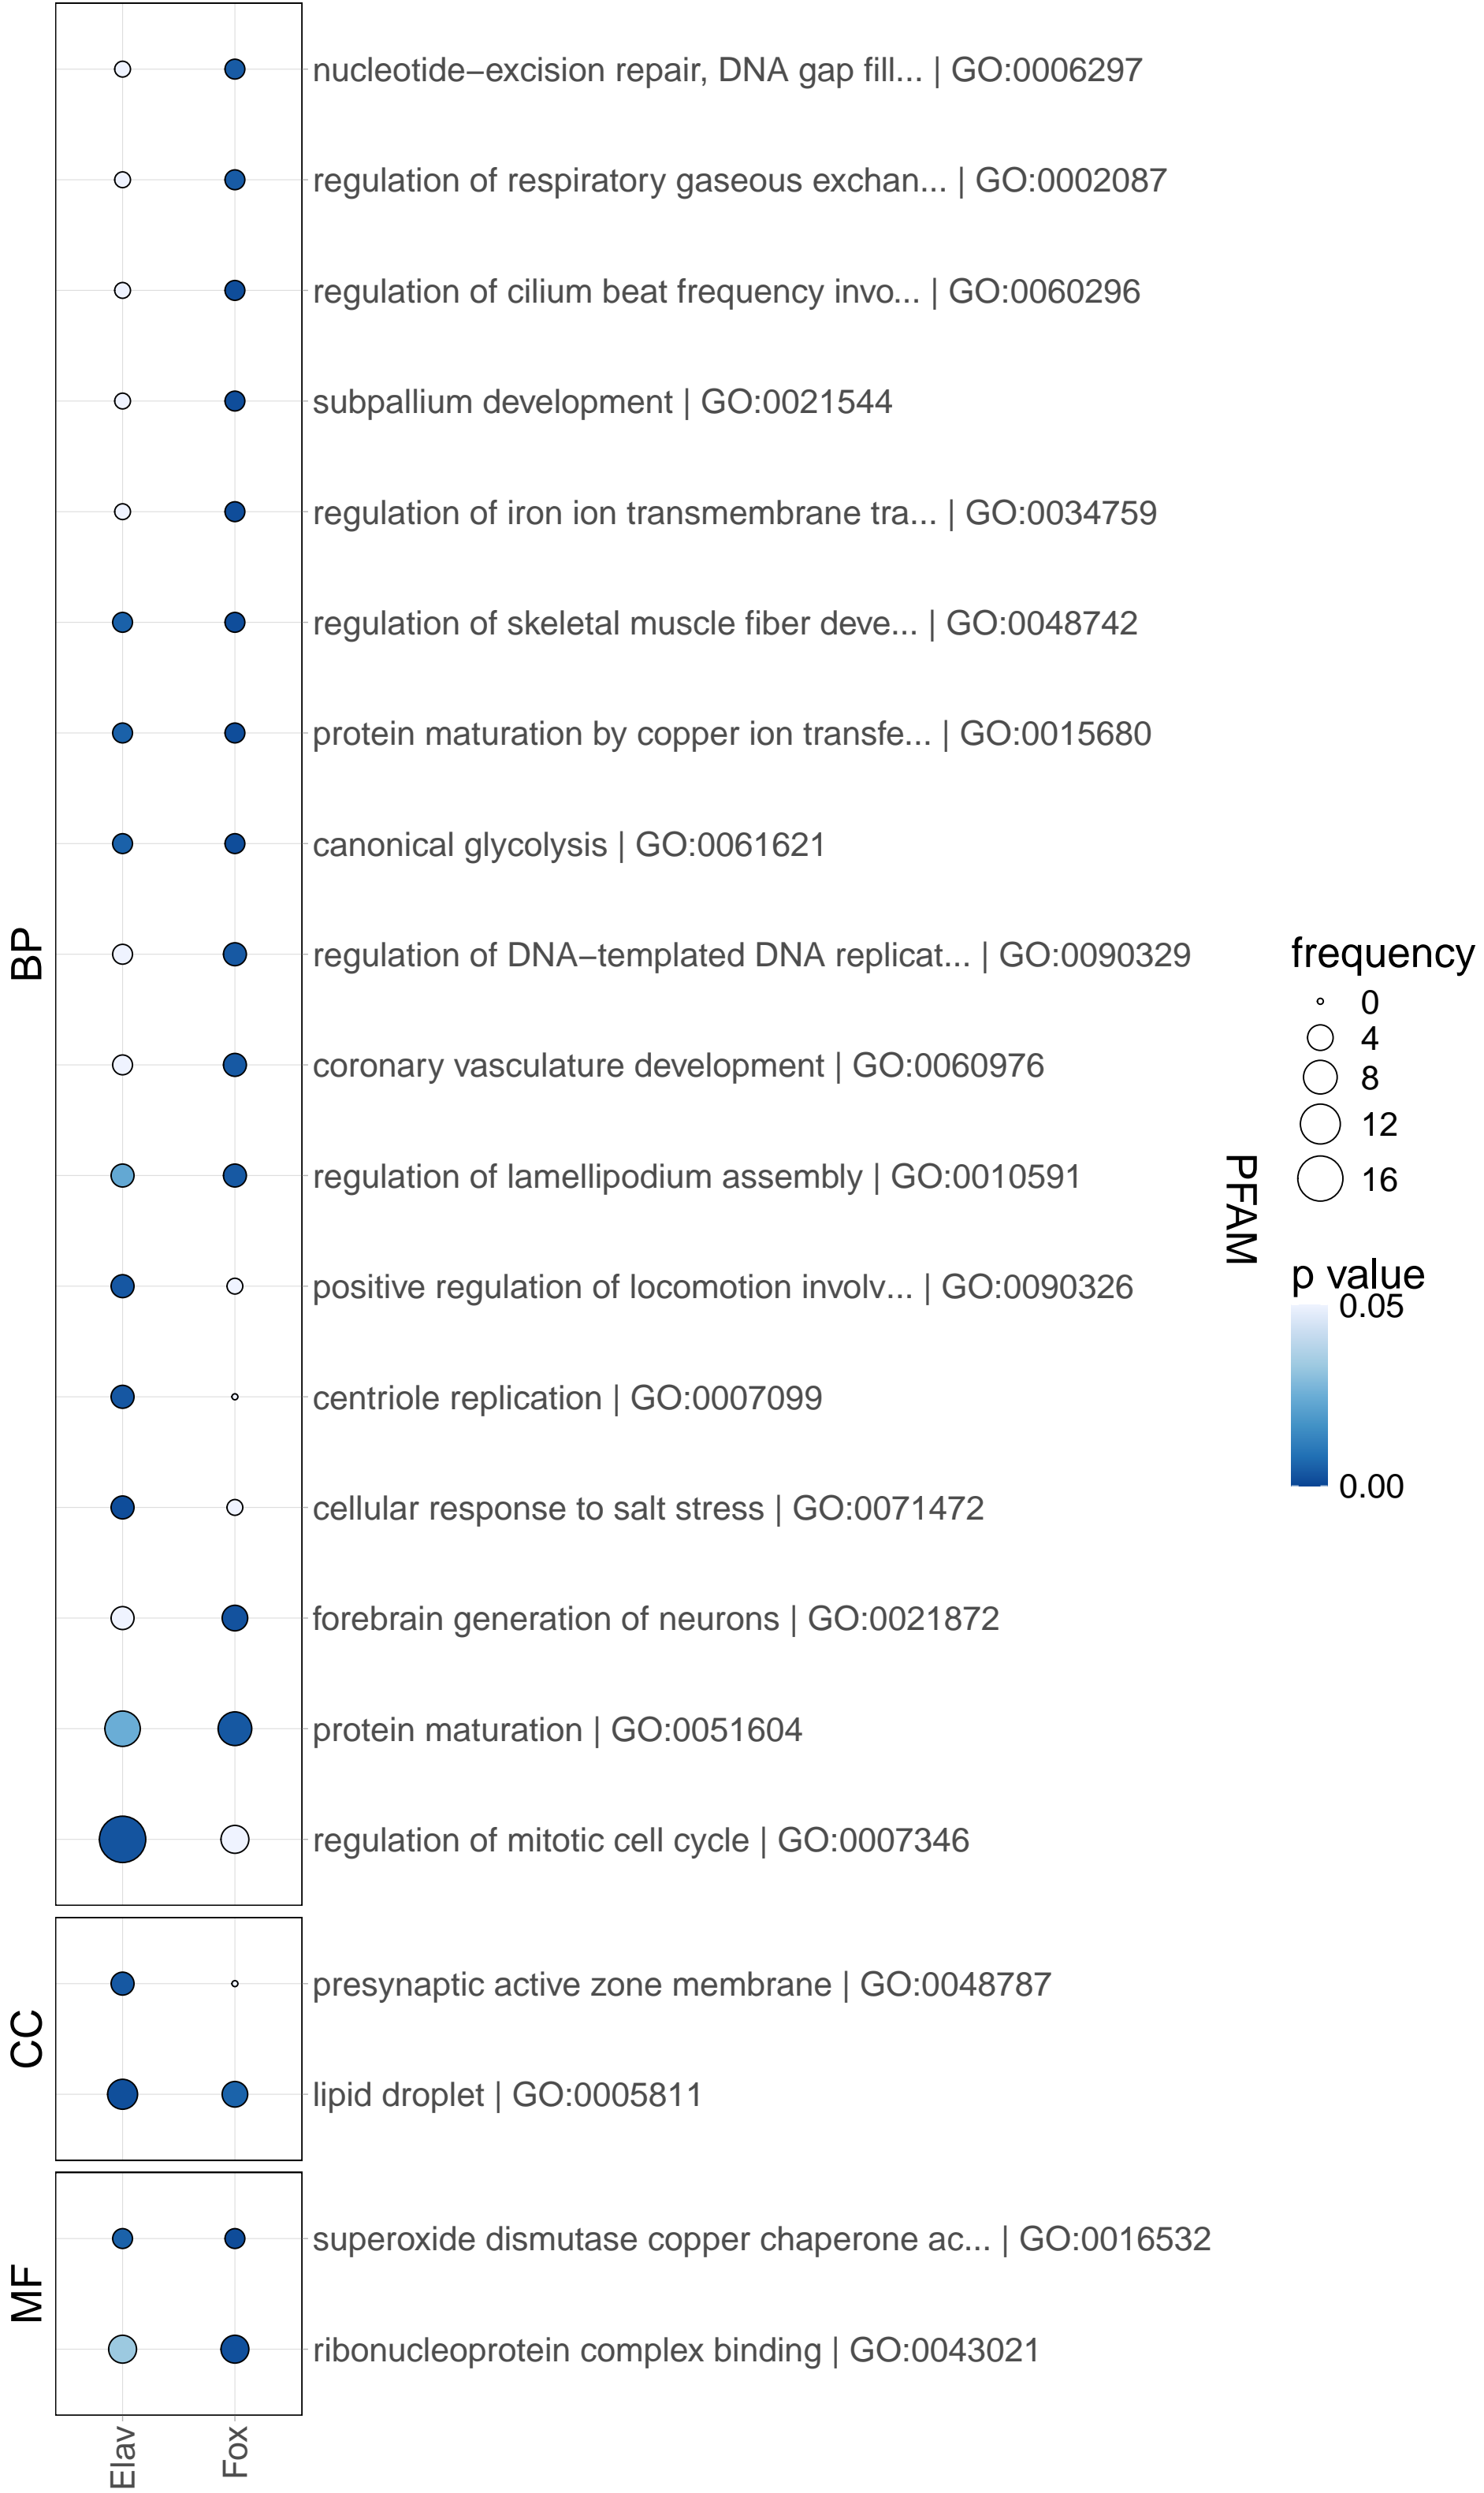 BP
nucleotide−excision repair, DNA gap fill... | GO:0006297
regulation of respiratory gaseous exchan... | GO:0002087
regulation of cilium beat frequency invo... | GO:0060296
subpallium development | GO:0021544
regulation of iron ion transmembrane tra... | GO:0034759
regulation of skeletal muscle fiber deve... | GO:0048742
protein maturation by copper ion transfe... | GO:0015680
canonical glycolysis | GO:0061621
regulation of DNA−templated DNA replicat... | GO:0090329
coronary vasculature development | GO:0060976
regulation of lamellipodium assembly | GO:0010591
positive regulation of locomotion involv... | GO:0090326
centriole replication | GO:0007099
cellular response to salt stress | GO:0071472
forebrain generation of neurons | GO:0021872
protein maturation | GO:0051604
regulation of mitotic cell cycle | GO:0007346
CC
presynaptic active zone membrane | GO:0048787
lipid droplet | GO:0005811
MF
superoxide dismutase copper chaperone ac... | GO:0016532
ribonucleoprotein complex binding | GO:0043021
Elav
Fox
PFAM
frequency
0
4
8
12
16
p value
0.05
0.00